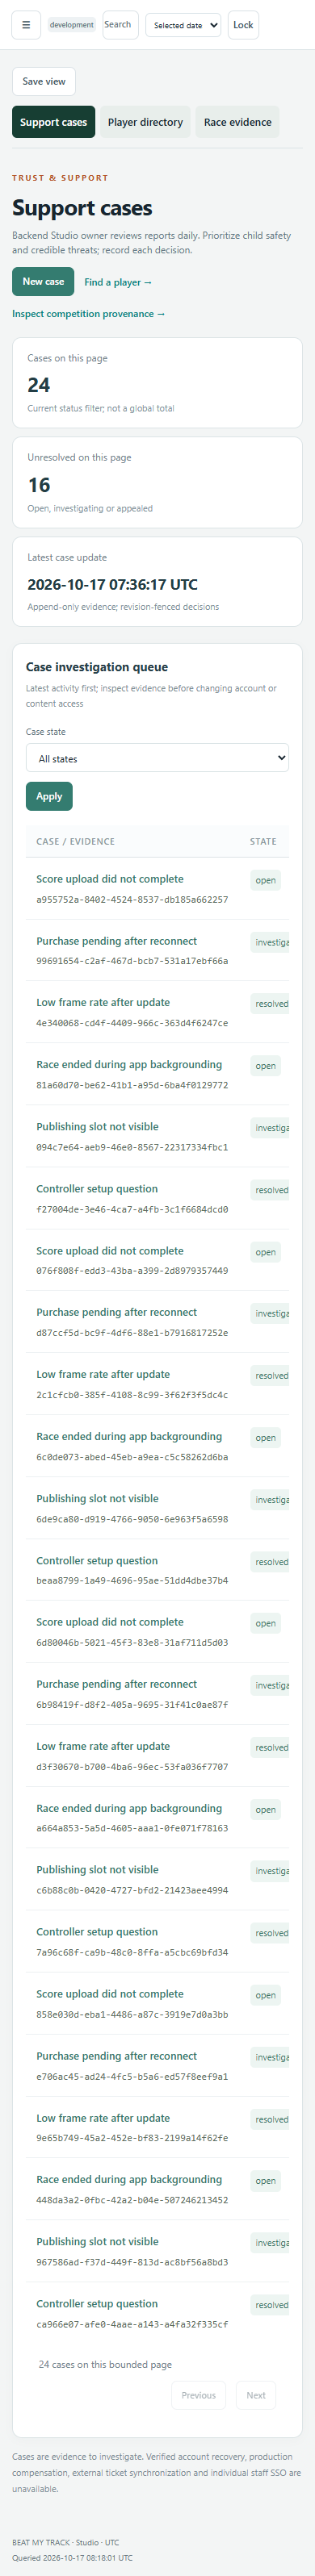 ☰ development Search Selected date Lock
Save view
Support cases Player directory Race evidence
TRUST & SUPPORT
Support cases
Backend Studio owner reviews reports daily. Prioritize child safety
and credible threats; record each decision.
New case Find a player →
Inspect competition provenance →
Cases on this page
24
Current status filter; not a global total
Unresolved on this page
16
Open, investigating or appealed
Latest case update
2026-10-17 07:36:17 UTC
Append-only evidence; revision-fenced decisions
Case investigation queue
Latest activity first; inspect evidence before changing account or
content access
Case state
All states
Apply
CASE / EVIDENCE STATE
Score upload did not complete open
a955752a-8402-4524-8537-db185a662257
Purchase pending after reconnect investiga
99691654-c2af-467d-bcb7-531a17ebf66a
Low frame rate after update resolved
4e340068-cd4f-4409-966c-363d4f6247ce
Race ended during app backgrounding open
81a60d70-be62-41b1-a95d-6ba4f0129772
Publishing slot not visible investiga
094c7e64-aeb9-46e0-8567-22317334fbc1
Controller setup question resolved
f27004de-3e46-4ca7-a4fb-3c1f6684dcd0
Score upload did not complete open
076f808f-edd3-43ba-a399-2d8979357449
Purchase pending after reconnect investiga
d87ccf5d-bc9f-4df6-88e1-b7916817252e
Low frame rate after update resolved
2c1cfcb0-385f-4108-8c99-3f62f3f5dc4c
Race ended during app backgrounding open
6c0de073-abed-45eb-a9ea-c5c58262d6ba
Publishing slot not visible investiga
6de9ca80-d919-4766-9050-6e963f5a6598
Controller setup question resolved
beaa8799-1a49-4696-95ae-51dd4dbe37b4
Score upload did not complete open
6d80046b-5021-45f3-83e8-31af711d5d03
Purchase pending after reconnect investiga
6b98419f-d8f2-405a-9695-31f41c0ae87f
Low frame rate after update resolved
d3f30670-b700-4ba6-96ec-53fa036f7707
Race ended during app backgrounding open
a664a853-5a5d-4605-aaa1-0fe071f78163
Publishing slot not visible investiga
c6b88c0b-0420-4727-bfd2-21423aee4994
Controller setup question resolved
7a96c68f-ca9b-48c0-8ffa-a5cbc69bfd34
Score upload did not complete open
858e030d-eba1-4486-a87c-3919e7d0a3bb
Purchase pending after reconnect investiga
e706ac45-ad24-4fc5-b5a6-ed57f8eef9a1
Low frame rate after update resolved
9e65b749-45a2-452e-bf83-2199a14f62fe
Race ended during app backgrounding open
448da3a2-0fbc-42a2-b04e-507246213452
Publishing slot not visible investiga
967586ad-f37d-449f-813d-ac8bf56a8bd3
Controller setup question resolved
ca966e07-afe0-4aae-a143-a4fa32f335cf
24 cases on this bounded page
Previous Next
Cases are evidence to investigate. Verified account recovery, production
compensation, external ticket synchronization and individual staff SSO are
unavailable.
BEAT MY TRACK · Studio · UTC
Queried 2026-10-17 08:18:01 UTC